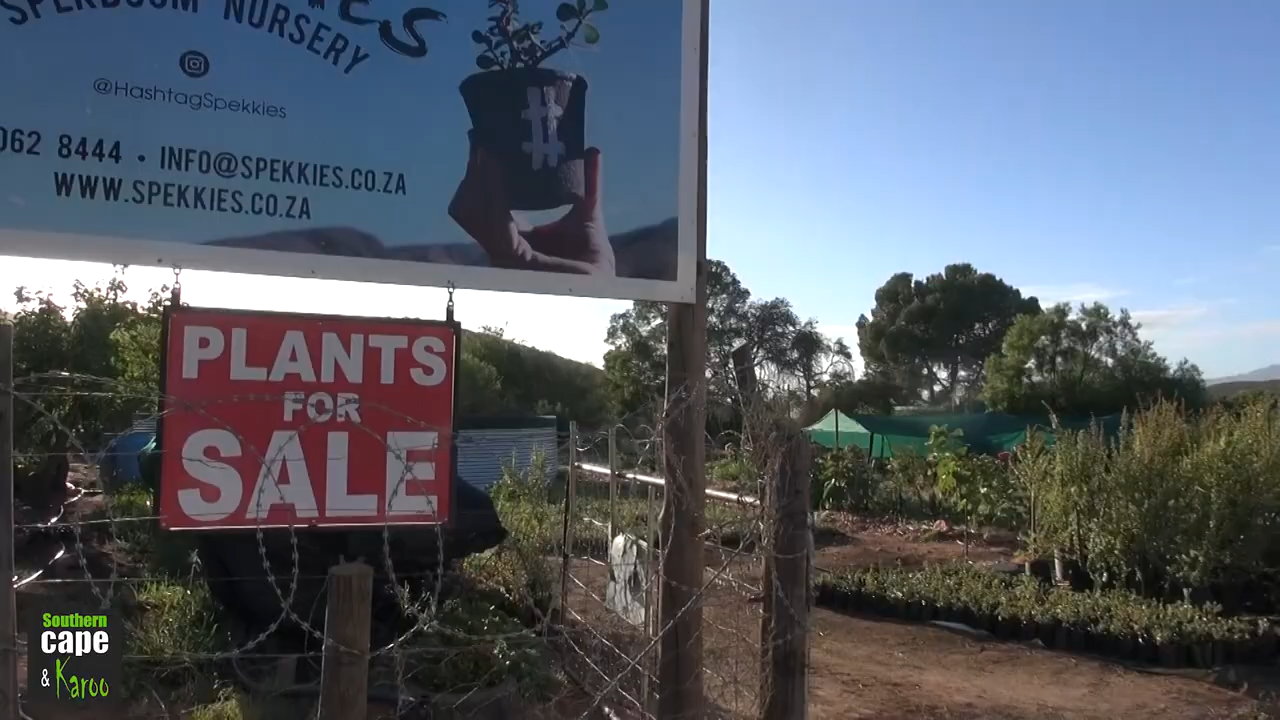 NURSERY
@HashtagSpekkies
062 8444 • INFO@SPEKKIES.CO.ZA
WWW.SPEKKIES.CO.ZA
#
PLANTS
FOR
SALE
Southern
cape
& Karoo